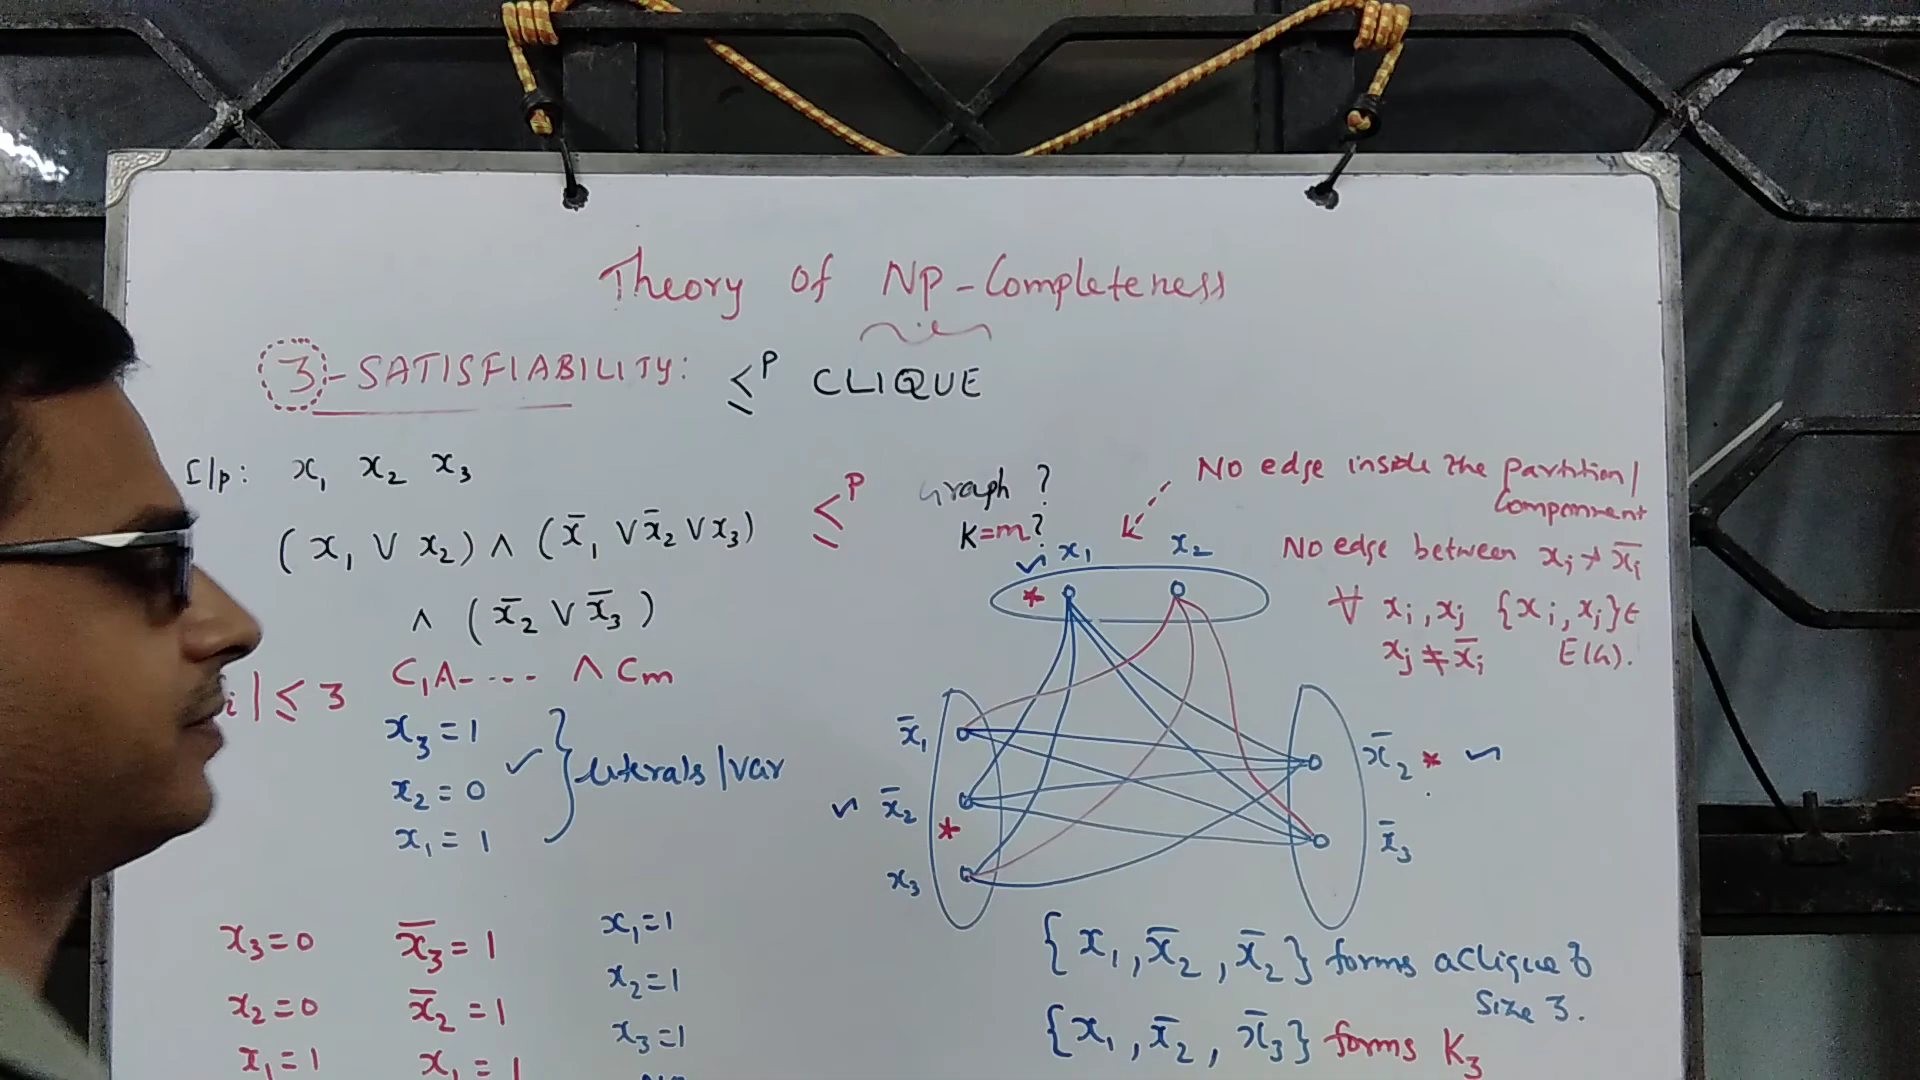 Theory of NP-Completeness
3-SATISFIABILITY: ≤ᴾ CLIQUE
I/p: x₁ x₂ x₃
(x₁ ∨ x₂) ∧ (x̄₁ ∨ x̄₂ ∨ x₃)
∧ (x̄₂ ∨ x̄₃)
C₁∧---- ∧ Cm
i| ≤ 3
x₃=1
x₂=0
x₁=1
✓ } literals/var
x₃=0 x̄₃=1 x₁=1
x₂=0 x̄₂=1 x₂=1
x₁=1 x₁=1 x₃=1
≤ᴾ Graph ?
K=m?
No edge inside the Partition/
Component
No edge between xᵢ + x̄ᵢ
∀ xᵢ, xⱼ {xᵢ, xⱼ}∈
xⱼ ≠ x̄ᵢ E(G).
x₁ x₂
*
x̄₁
x̄₂ *
x₃
x̄₂ *
x̄₃
{x₁, x̄₂, x̄₂} forms a clique of
Size 3.
{x₁, x̄₂, x̄₃} forms K₃